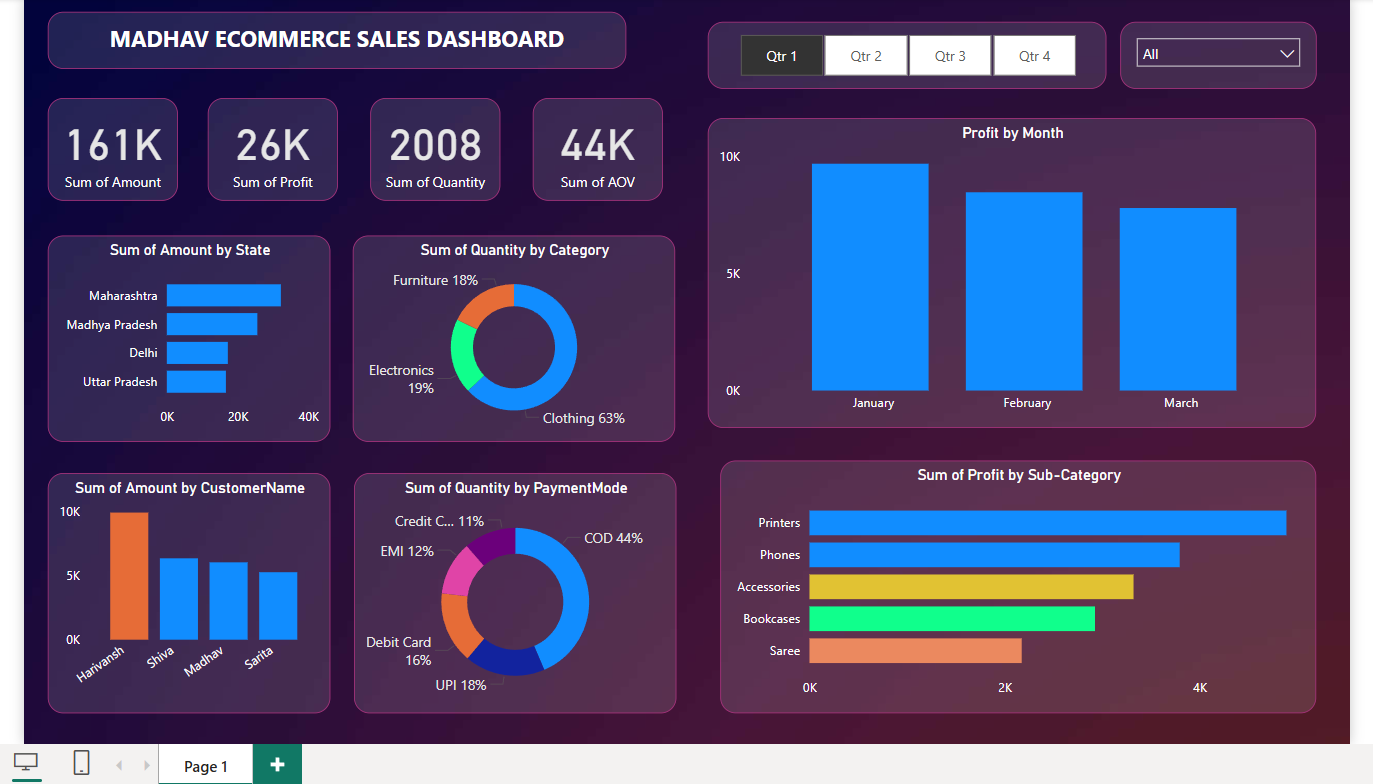 MADHAV ECOMMERCE SALES DASHBOARD
Qtr 1
Qtr 2
Qtr 3
Qtr 4
All
161K
Sum of Amount
26K
Sum of Profit
2008
Sum of Quantity
44K
Sum of AOV
Profit by Month
10K
5K
0K
January
February
March
Sum of Amount by State
Maharashtra
Madhya Pradesh
Delhi
Uttar Pradesh
0K
20K
40K
Sum of Quantity by Category
Furniture 18%
Electronics
19%
Clothing 63%
Sum of Amount by CustomerName
10K
5K
0K
Harivansh
Shiva
Madhav
Sarita
Sum of Quantity by PaymentMode
Credit C... 11%
COD 44%
EMI 12%
Debit Card
16%
UPI 18%
Sum of Profit by Sub-Category
Printers
Phones
Accessories
Bookcases
Saree
0K
2K
4K
Page 1